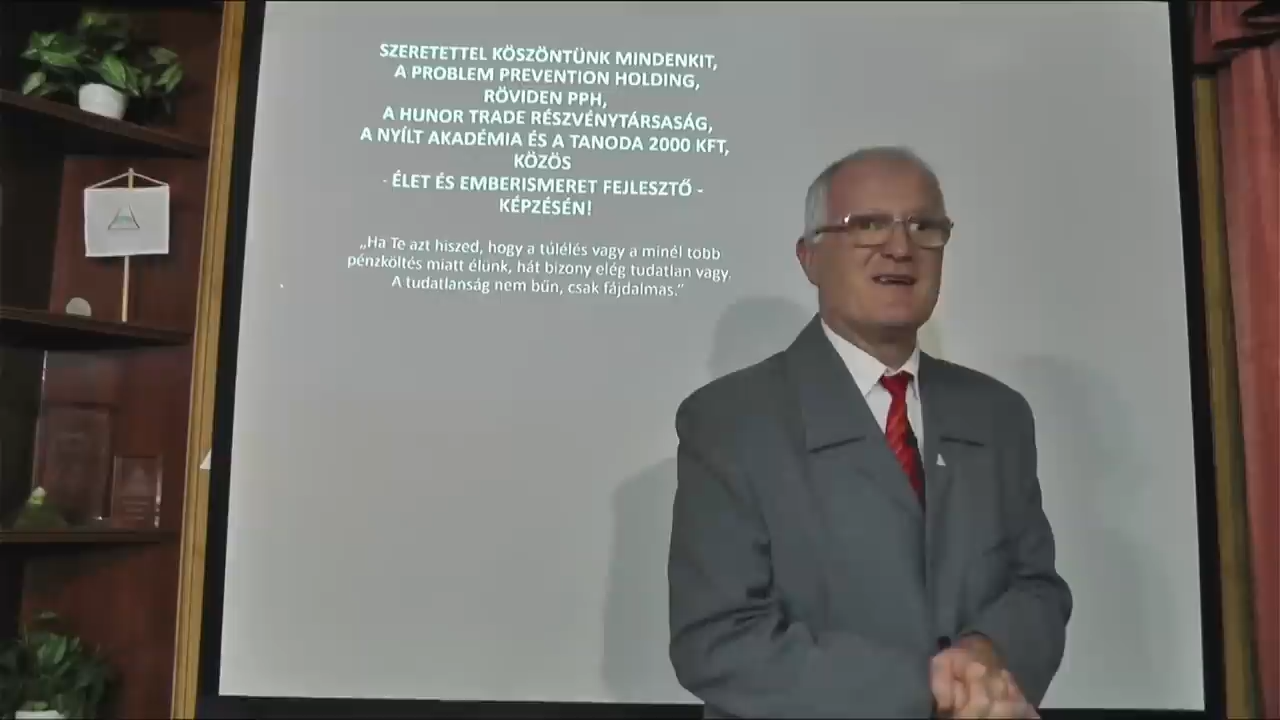 SZERETETTEL KÖSZÖNTÜNK MINDENKIT,
A PROBLEM PREVENTION HOLDING,
RÖVIDEN PPH,
A HUNOR TRADE RÉSZVÉNYTÁRSASÁG,
A NYÍLT AKADÉMIA ÉS A TANODA 2000 KFT,
KÖZÖS
- ÉLET ÉS EMBERISMERET FEJLESZTŐ -
KÉPZÉSÉN!
„Ha Te azt hiszed, hogy a túlélés vagy a minél több
pénzköltés miatt élünk, hát bizony elég tudatlan vagy.
A tudatlanság nem bűn, csak fájdalmas.”